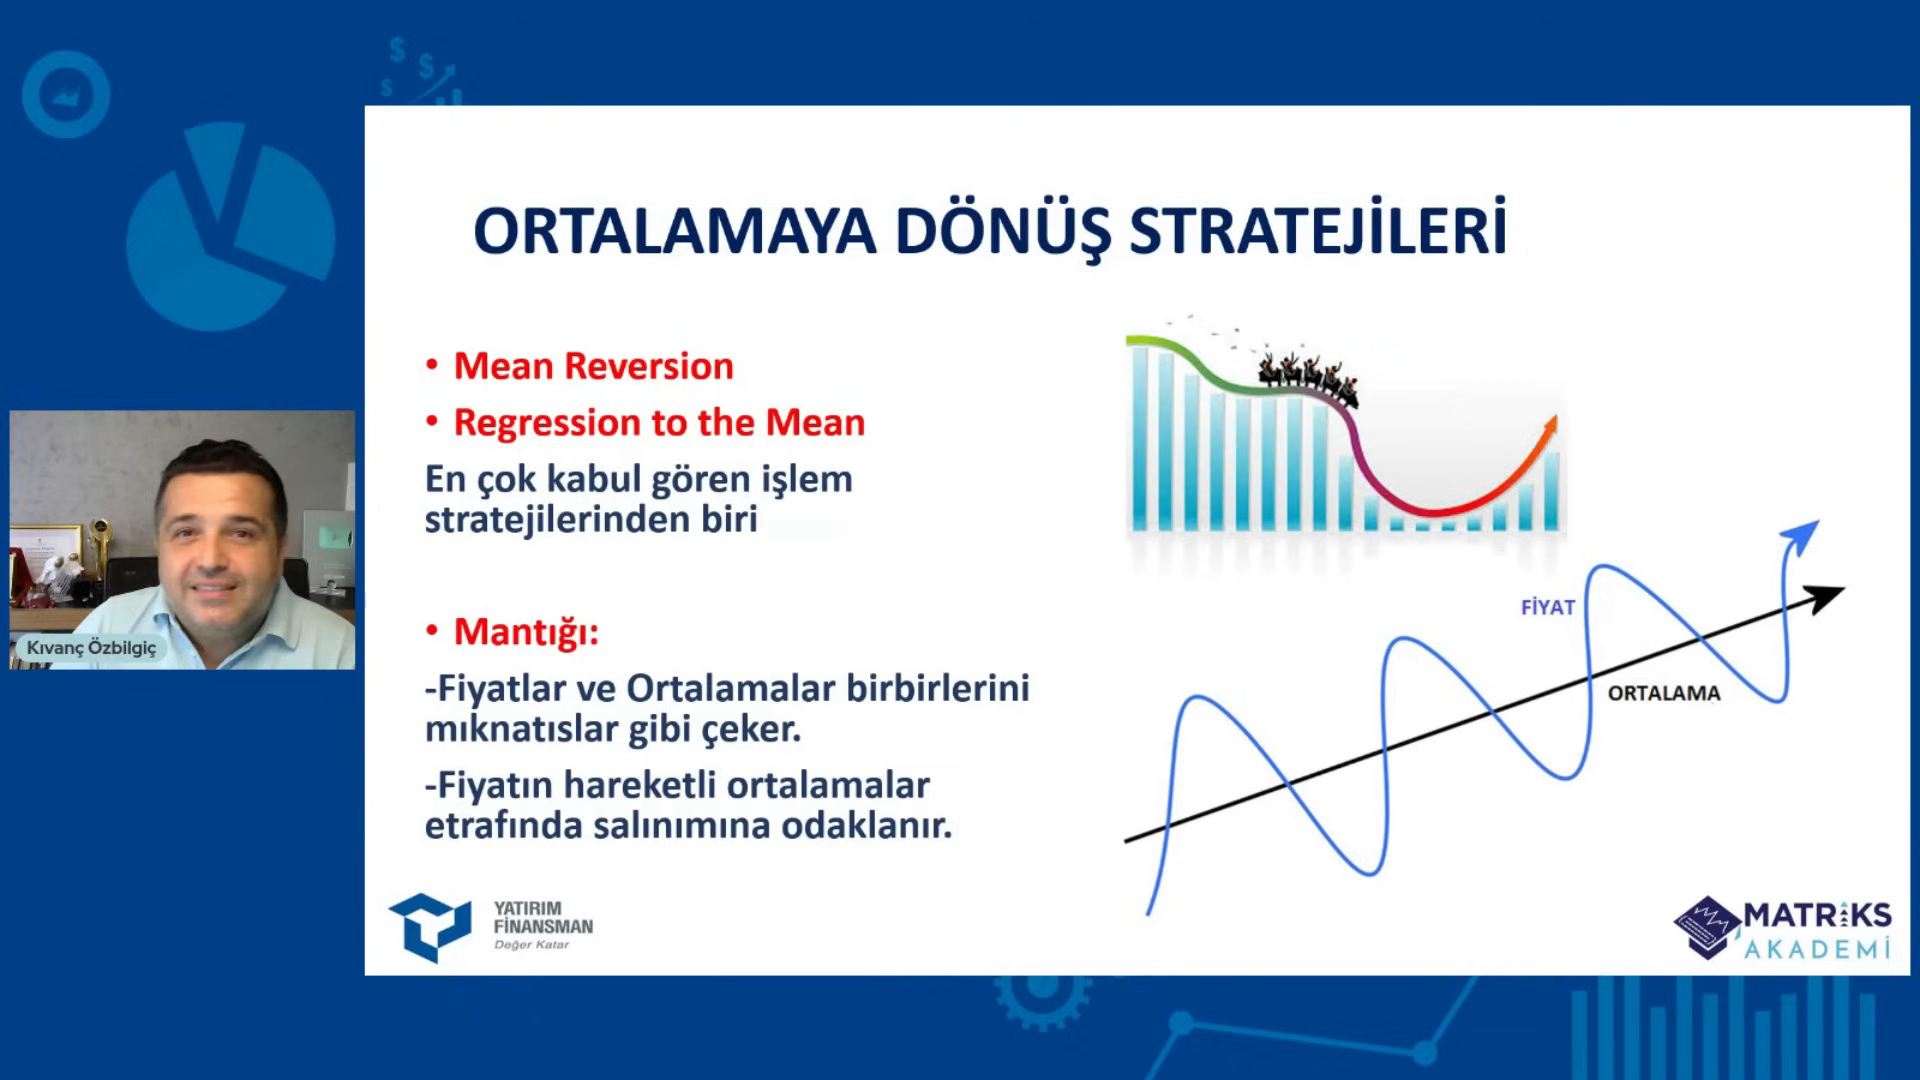 ORTALAMAYA DÖNÜŞ STRATEJİLERİ
• Mean Reversion
• Regression to the Mean
En çok kabul gören işlem
stratejilerinden biri
• Mantığı:
-Fiyatlar ve Ortalamalar birbirlerini
mıknatıslar gibi çeker.
-Fiyatın hareketli ortalamalar
etrafında salınımına odaklanır.
FİYAT
ORTALAMA
Kıvanç Özbilgiç
YATIRIM
FİNANSMAN
Değer Katar
MATRİKS
AKADEMİ